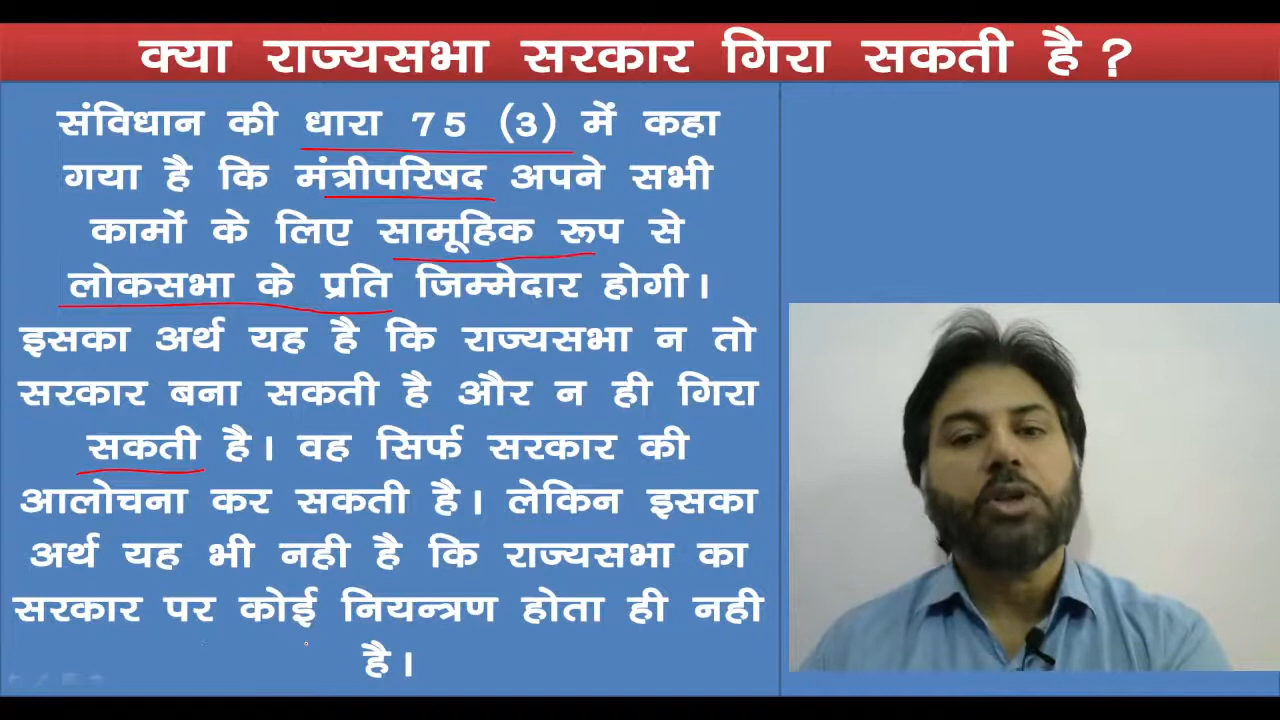 क्या राज्यसभा सरकार गिरा सकती है ?
संविधान की धारा 75 (3) में कहा
गया है कि मंत्रीपरिषद अपने सभी
कामों के लिए सामूहिक रूप से
लोकसभा के प्रति जिम्मेदार होगी।
इसका अर्थ यह है कि राज्यसभा न तो
सरकार बना सकती है और न ही गिरा
सकती है। वह सिर्फ सरकार की
आलोचना कर सकती है। लेकिन इसका
अर्थ यह भी नही है कि राज्यसभा का
सरकार पर कोई नियन्त्रण होता ही नही
है।